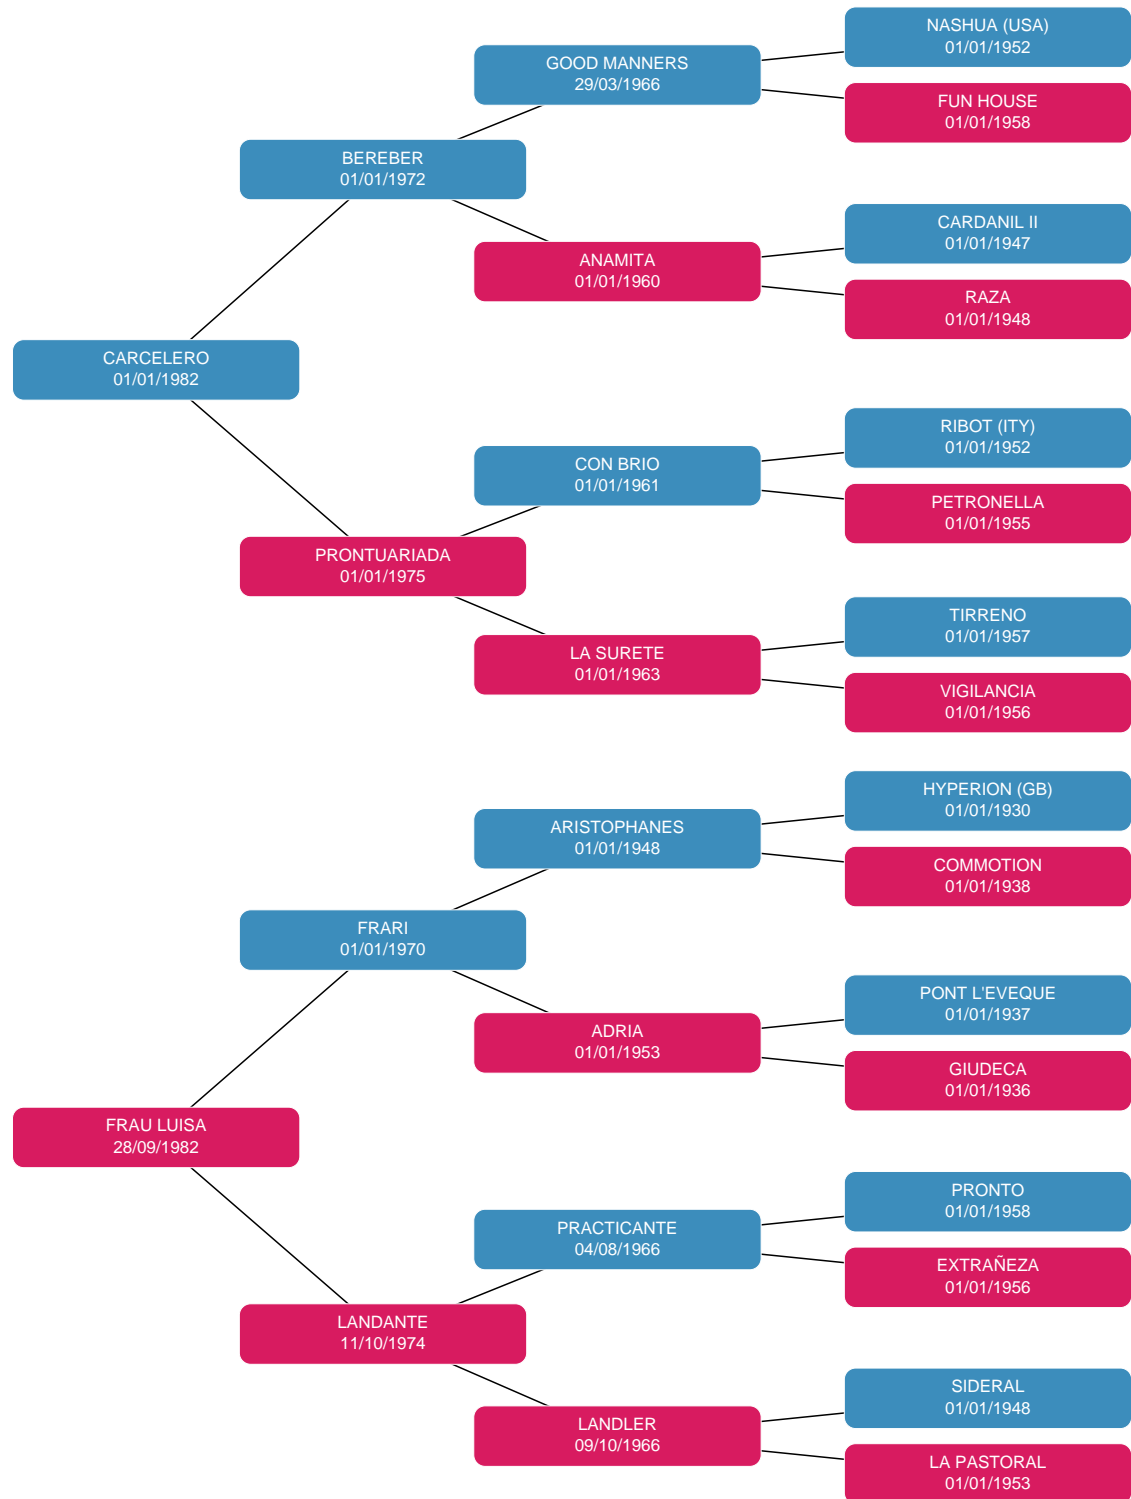 NASHUA (USA)
01/01/1952
GOOD MANNERS
29/03/1966
FUN HOUSE
01/01/1958
BEREBER
01/01/1972
CARDANIL II
01/01/1947
ANAMITA
01/01/1960
RAZA
01/01/1948
CARCELERO
01/01/1982
RIBOT (ITY)
01/01/1952
CON BRIO
01/01/1961
PETRONELLA
01/01/1955
PRONTUARIADA
01/01/1975
TIRRENO
01/01/1957
LA SURETE
01/01/1963
VIGILANCIA
01/01/1956
HYPERION (GB)
01/01/1930
ARISTOPHANES
01/01/1948
COMMOTION
01/01/1938
FRARI
01/01/1970
PONT L'EVEQUE
01/01/1937
ADRIA
01/01/1953
GIUDECA
01/01/1936
FRAU LUISA
28/09/1982
PRONTO
01/01/1958
PRACTICANTE
04/08/1966
EXTRAÑEZA
01/01/1956
LANDANTE
11/10/1974
SIDERAL
01/01/1948
LANDLER
09/10/1966
LA PASTORAL
01/01/1953